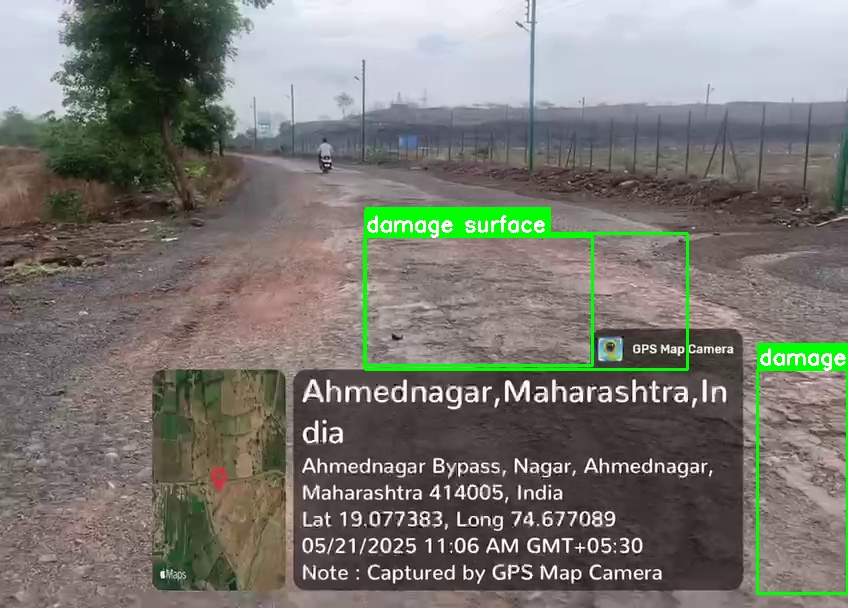 damage surface
GPS Map Camera
damage
Ahmednagar,Maharashtra,In
dia
Ahmednagar Bypass, Nagar, Ahmednagar,
Maharashtra 414005, India
Lat 19.077383, Long 74.677089
05/21/2025 11:06 AM GMT+05:30
Note : Captured by GPS Map Camera
Maps